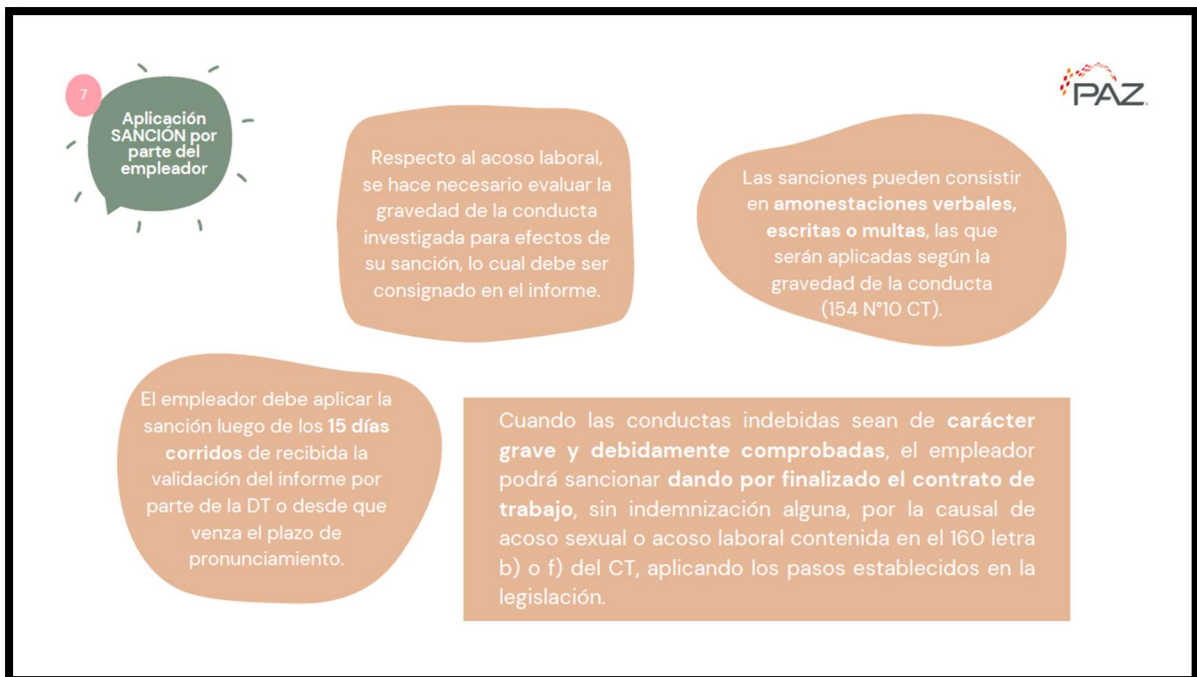 7
Aplicación
SANCIÓN por
parte del
empleador
PAZ
Respecto al acoso laboral,
se hace necesario evaluar la
gravedad de la conducta
investigada para efectos de
su sanción, lo cual debe ser
consignado en el informe.
Las sanciones pueden consistir
en amonestaciones verbales,
escritas o multas, las que
serán aplicadas según la
gravedad de la conducta
(154 N°10 CT).
El empleador debe aplicar la
sanción luego de los 15 días
corridos de recibida la
validación del informe por
parte de la DT o desde que
venza el plazo de
pronunciamiento.
Cuando las conductas indebidas sean de carácter
grave y debidamente comprobadas, el empleador
podrá sancionar dando por finalizado el contrato de
trabajo, sin indemnización alguna, por la causal de
acoso sexual o acoso laboral contenida en el 160 letra
b) o f) del CT, aplicando los pasos establecidos en la
legislación.